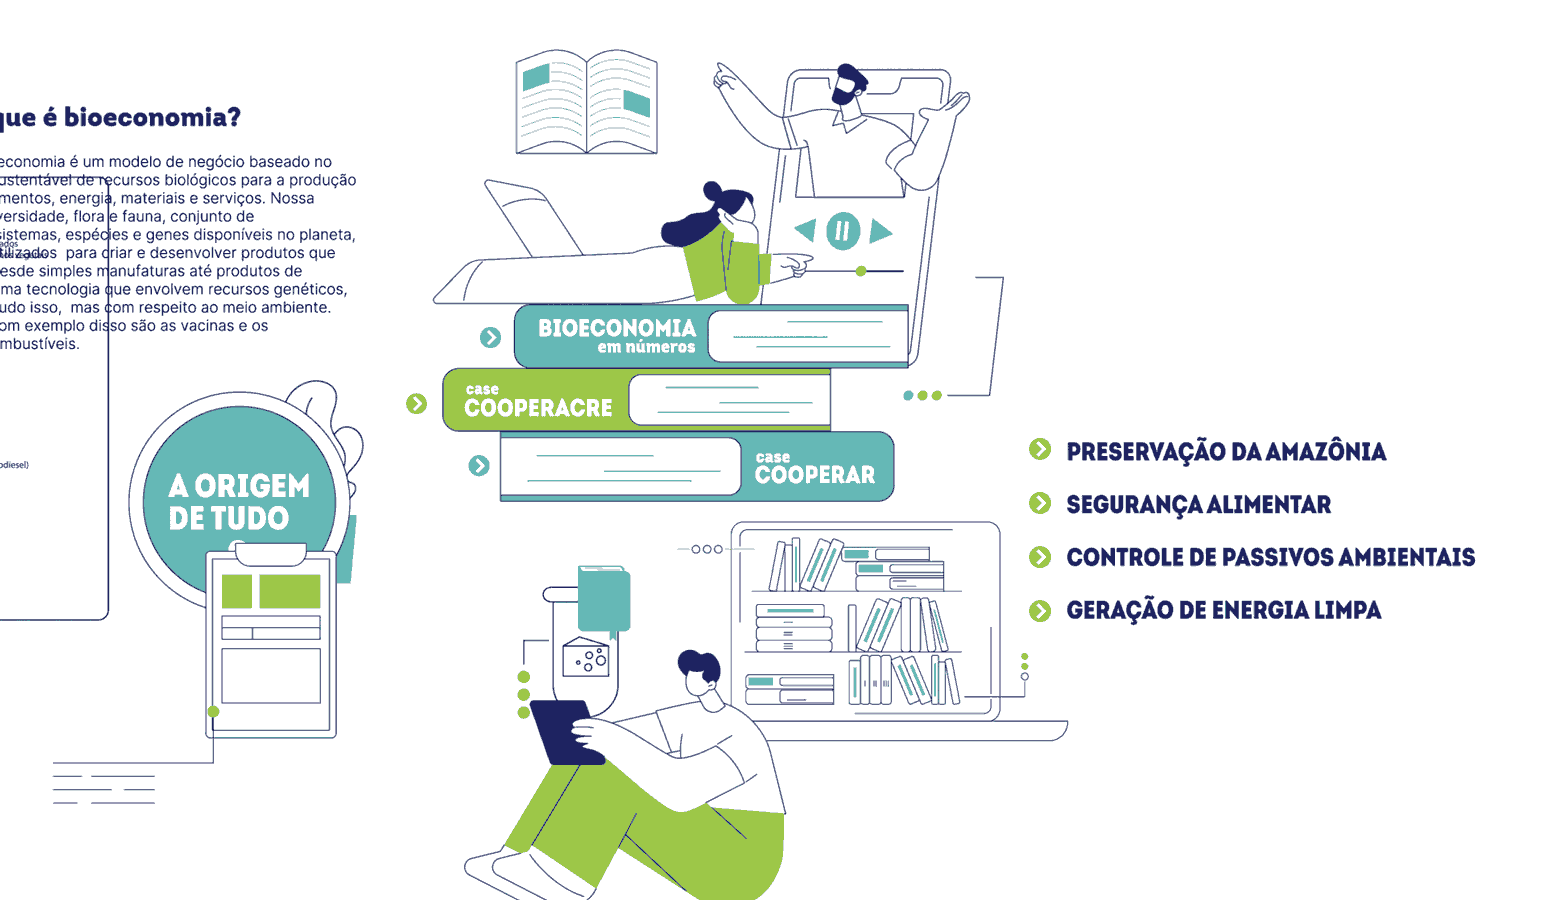 que é bioeconomia?
economia é um modelo de negócio baseado no
ustentável de recursos biológicos para a produção
mentos, energia, materiais e serviços. Nossa
versidade, flora e fauna, conjunto de
sistemas, espécies e genes disponíveis no planeta,
tilizados para criar e desenvolver produtos que
esde simples manufaturas até produtos de
ma tecnologia que envolvem recursos genéticos,
udo isso, mas com respeito ao meio ambiente.
om exemplo disso são as vacinas e os
mbustíveis.
odiesel)
A ORIGEM
DE TUDO
BIOECONOMIA
em números
case
COOPERACRE
case
COOPERAR
PRESERVAÇÃO DA AMAZÔNIA
SEGURANÇA ALIMENTAR
CONTROLE DE PASSIVOS AMBIENTAIS
GERAÇÃO DE ENERGIA LIMPA